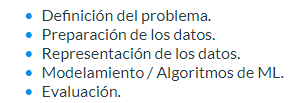 • Definición del problema.
• Preparación de los datos.
• Representación de los datos.
• Modelamiento / Algoritmos de ML.
• Evaluación.